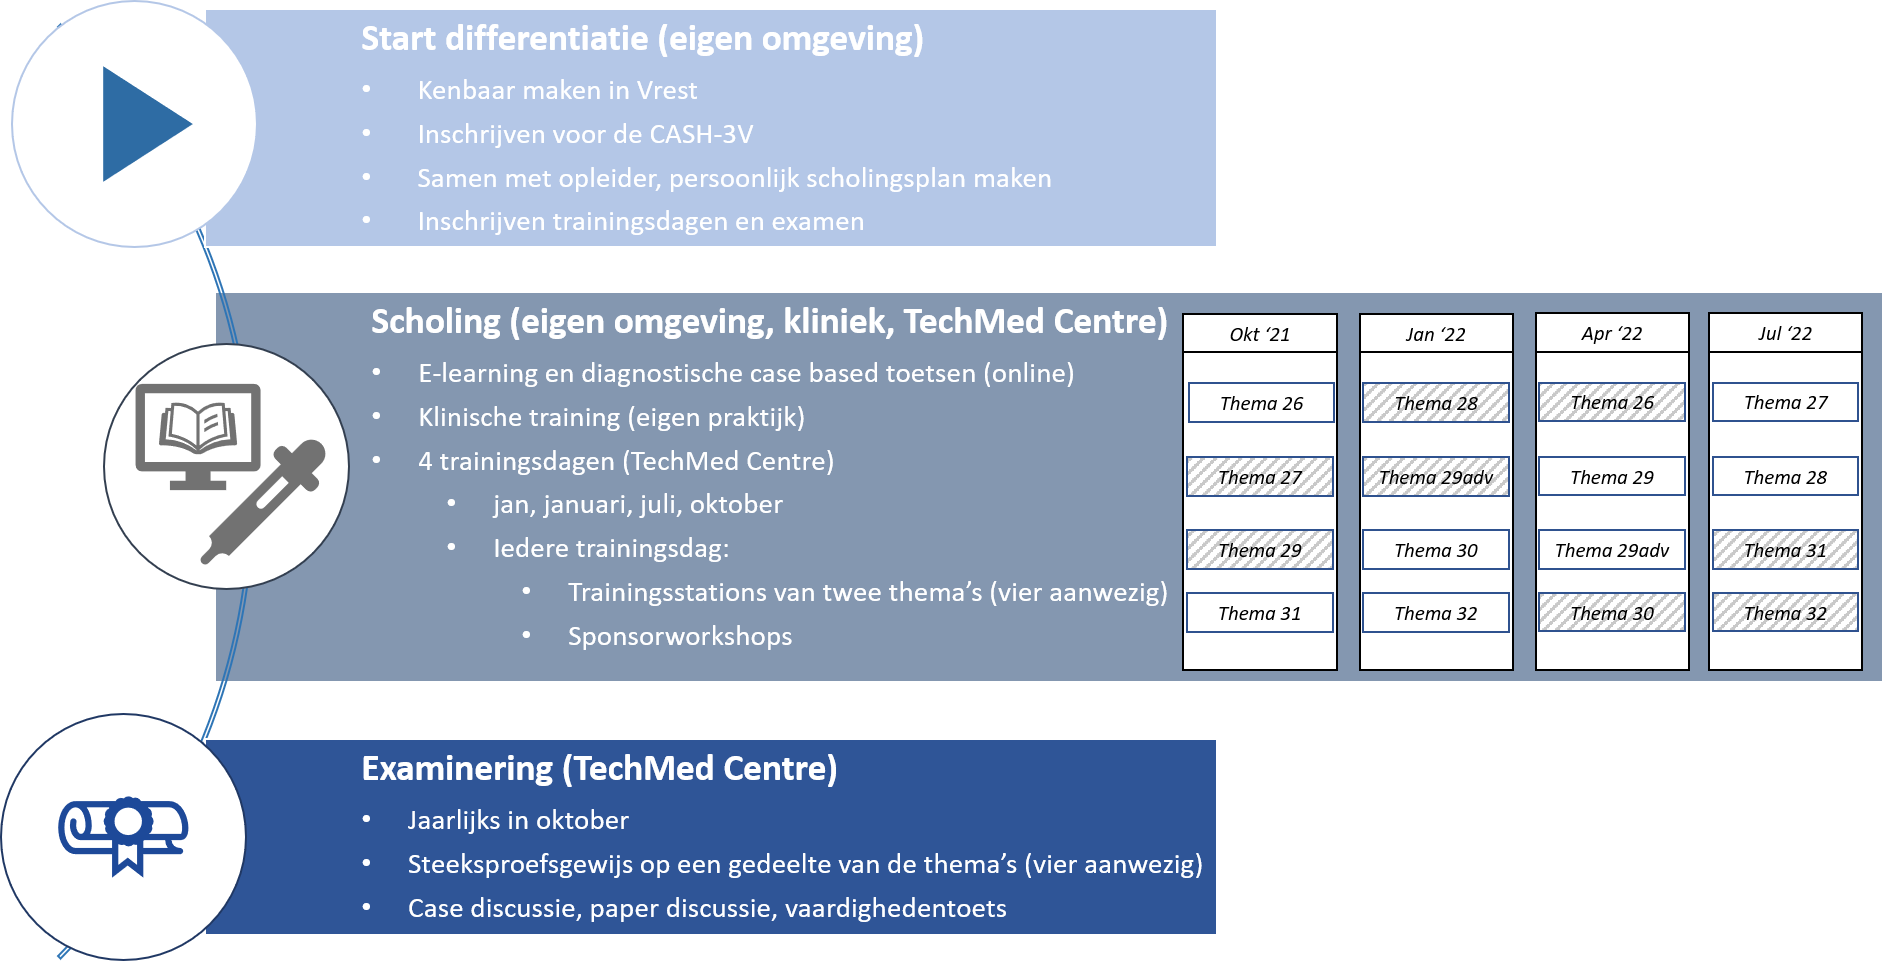 Start differentiatie (eigen omgeving)
• Kenbaar maken in Vrest
• Inschrijven voor de CASH-3V
• Samen met opleider, persoonlijk scholingsplan maken
• Inschrijven trainingsdagen en examen
Scholing (eigen omgeving, kliniek, TechMed Centre)
• E-learning en diagnostische case based toetsen (online)
• Klinische training (eigen praktijk)
• 4 trainingsdagen (TechMed Centre)
• jan, januari, juli, oktober
• Iedere trainingsdag:
• Trainingsstations van twee thema’s (vier aanwezig)
• Sponsorworkshops
Okt ‘21
Thema 26
Thema 27
Thema 29
Thema 31
Jan ‘22
Thema 28
Thema 29adv
Thema 30
Thema 32
Apr ‘22
Thema 26
Thema 29
Thema 29adv
Thema 30
Jul ‘22
Thema 27
Thema 28
Thema 31
Thema 32
Examinering (TechMed Centre)
• Jaarlijks in oktober
• Steeksproefsgewijs op een gedeelte van de thema’s (vier aanwezig)
• Case discussie, paper discussie, vaardighedentoets